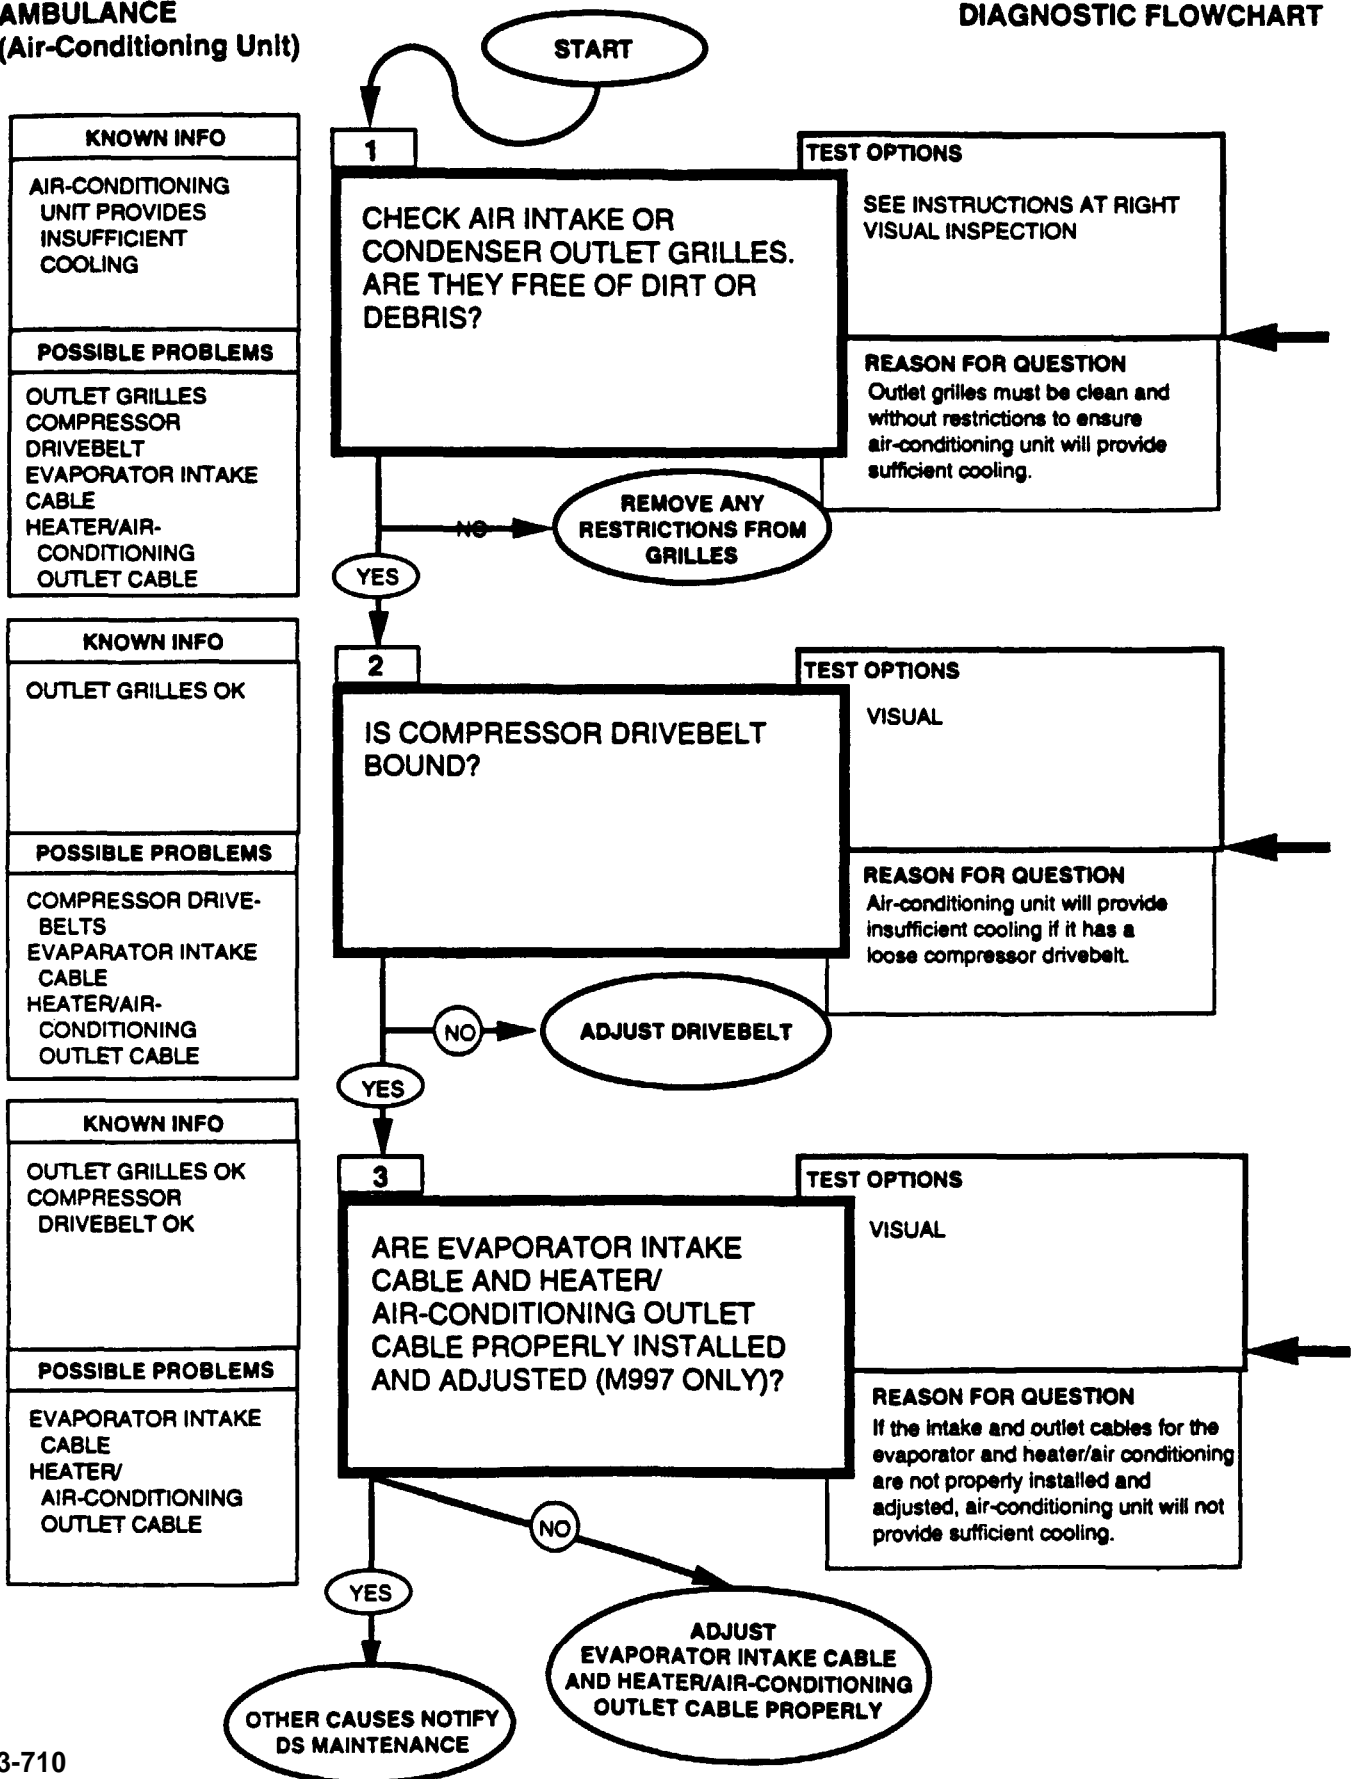 AMBULANCE
(Air-Conditioning Unit)
DIAGNOSTIC FLOWCHART
START
KNOWN INFO
AIR-CONDITIONING
UNIT PROVIDES
INSUFFICIENT
COOLING
POSSIBLE PROBLEMS
OUTLET GRILLES
COMPRESSOR
DRIVEBELT
EVAPORATOR INTAKE
CABLE
HEATER/AIR-
CONDITIONING
OUTLET CABLE
1
CHECK AIR INTAKE OR
CONDENSER OUTLET GRILLES.
ARE THEY FREE OF DIRT OR
DEBRIS?
TEST OPTIONS
SEE INSTRUCTIONS AT RIGHT
VISUAL INSPECTION
REASON FOR QUESTION
Outlet grilles must be clean and
without restrictions to ensure
air-conditioning unit will provide
sufficient cooling.
NO
REMOVE ANY
RESTRICTIONS FROM
GRILLES
YES
KNOWN INFO
OUTLET GRILLES OK
POSSIBLE PROBLEMS
COMPRESSOR DRIVE-
BELTS
EVAPARATOR INTAKE
CABLE
HEATER/AIR-
CONDITIONING
OUTLET CABLE
2
IS COMPRESSOR DRIVEBELT
BOUND?
TEST OPTIONS
VISUAL
REASON FOR QUESTION
Air-conditioning unit will provide
insufficient cooling if it has a
loose compressor drivebelt.
NO
ADJUST DRIVEBELT
YES
KNOWN INFO
OUTLET GRILLES OK
COMPRESSOR
DRIVEBELT OK
POSSIBLE PROBLEMS
EVAPORATOR INTAKE
CABLE
HEATER/
AIR-CONDITIONING
OUTLET CABLE
3
ARE EVAPORATOR INTAKE
CABLE AND HEATER/
AIR-CONDITIONING OUTLET
CABLE PROPERLY INSTALLED
AND ADJUSTED (M997 ONLY)?
TEST OPTIONS
VISUAL
REASON FOR QUESTION
If the intake and outlet cables for the
evaporator and heater/air conditioning
are not properly installed and
adjusted, air-conditioning unit will not
provide sufficient cooling.
NO
YES
ADJUST
EVAPORATOR INTAKE CABLE
AND HEATER/AIR-CONDITIONING
OUTLET CABLE PROPERLY
OTHER CAUSES NOTIFY
DS MAINTENANCE
3-710